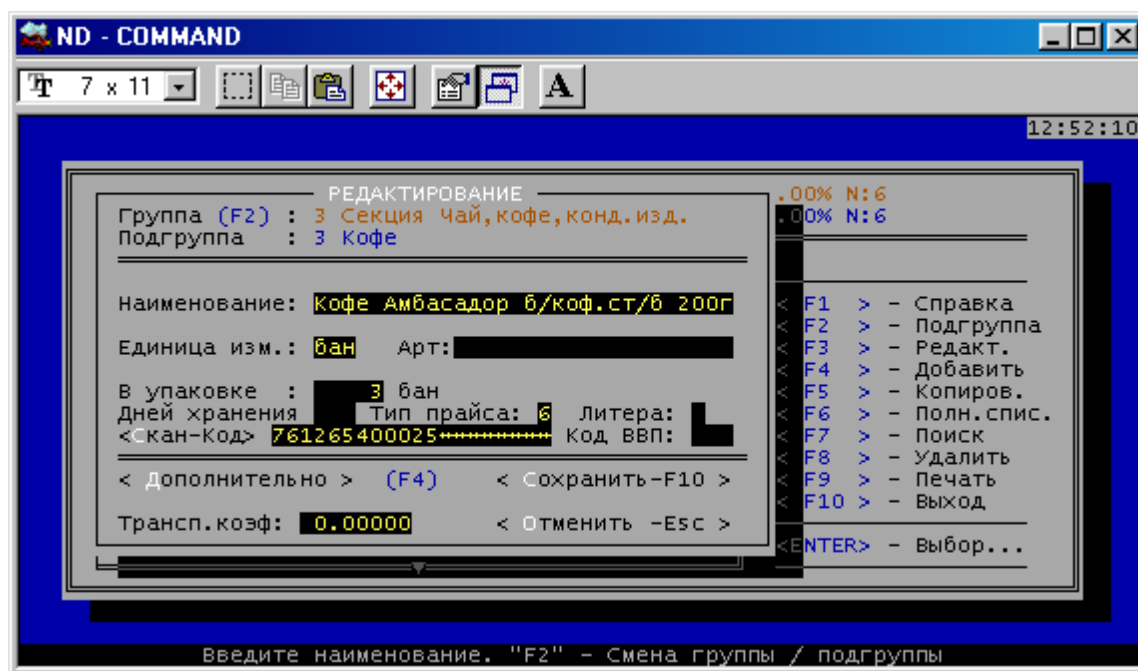 ND - COMMAND
7 x 11
A
12:52:10
РЕДАКТИРОВАНИЕ
Группа (F2) : 3 Секция Чай,кофе,конд.изд.
Подгруппа : 3 Кофе
Наименование: Кофе Амбасадор б/коф.ст/б 200г
Единица изм.: бан Арт:
В упаковке : 3 бан
Дней хранения Тип прайса: 6 Литера:
<Скан-Код> 761265400025 Код ВВП:
< Дополнительно > (F4) < Сохранить-F10 >
Трансп.коэф: 0.00000 < Отменить -Esc >
.00% N:6
.00% N:6
< F1 > - Справка
< F2 > - Подгруппа
< F3 > - Редакт.
< F4 > - Добавить
< F5 > - Копиров.
< F6 > - Полн.спис.
< F7 > - Поиск
< F8 > - Удалить
< F9 > - Печать
< F10 > - Выход
<ENTER> - Выбор...
Введите наименование. "F2" - Смена группы / подгруппы